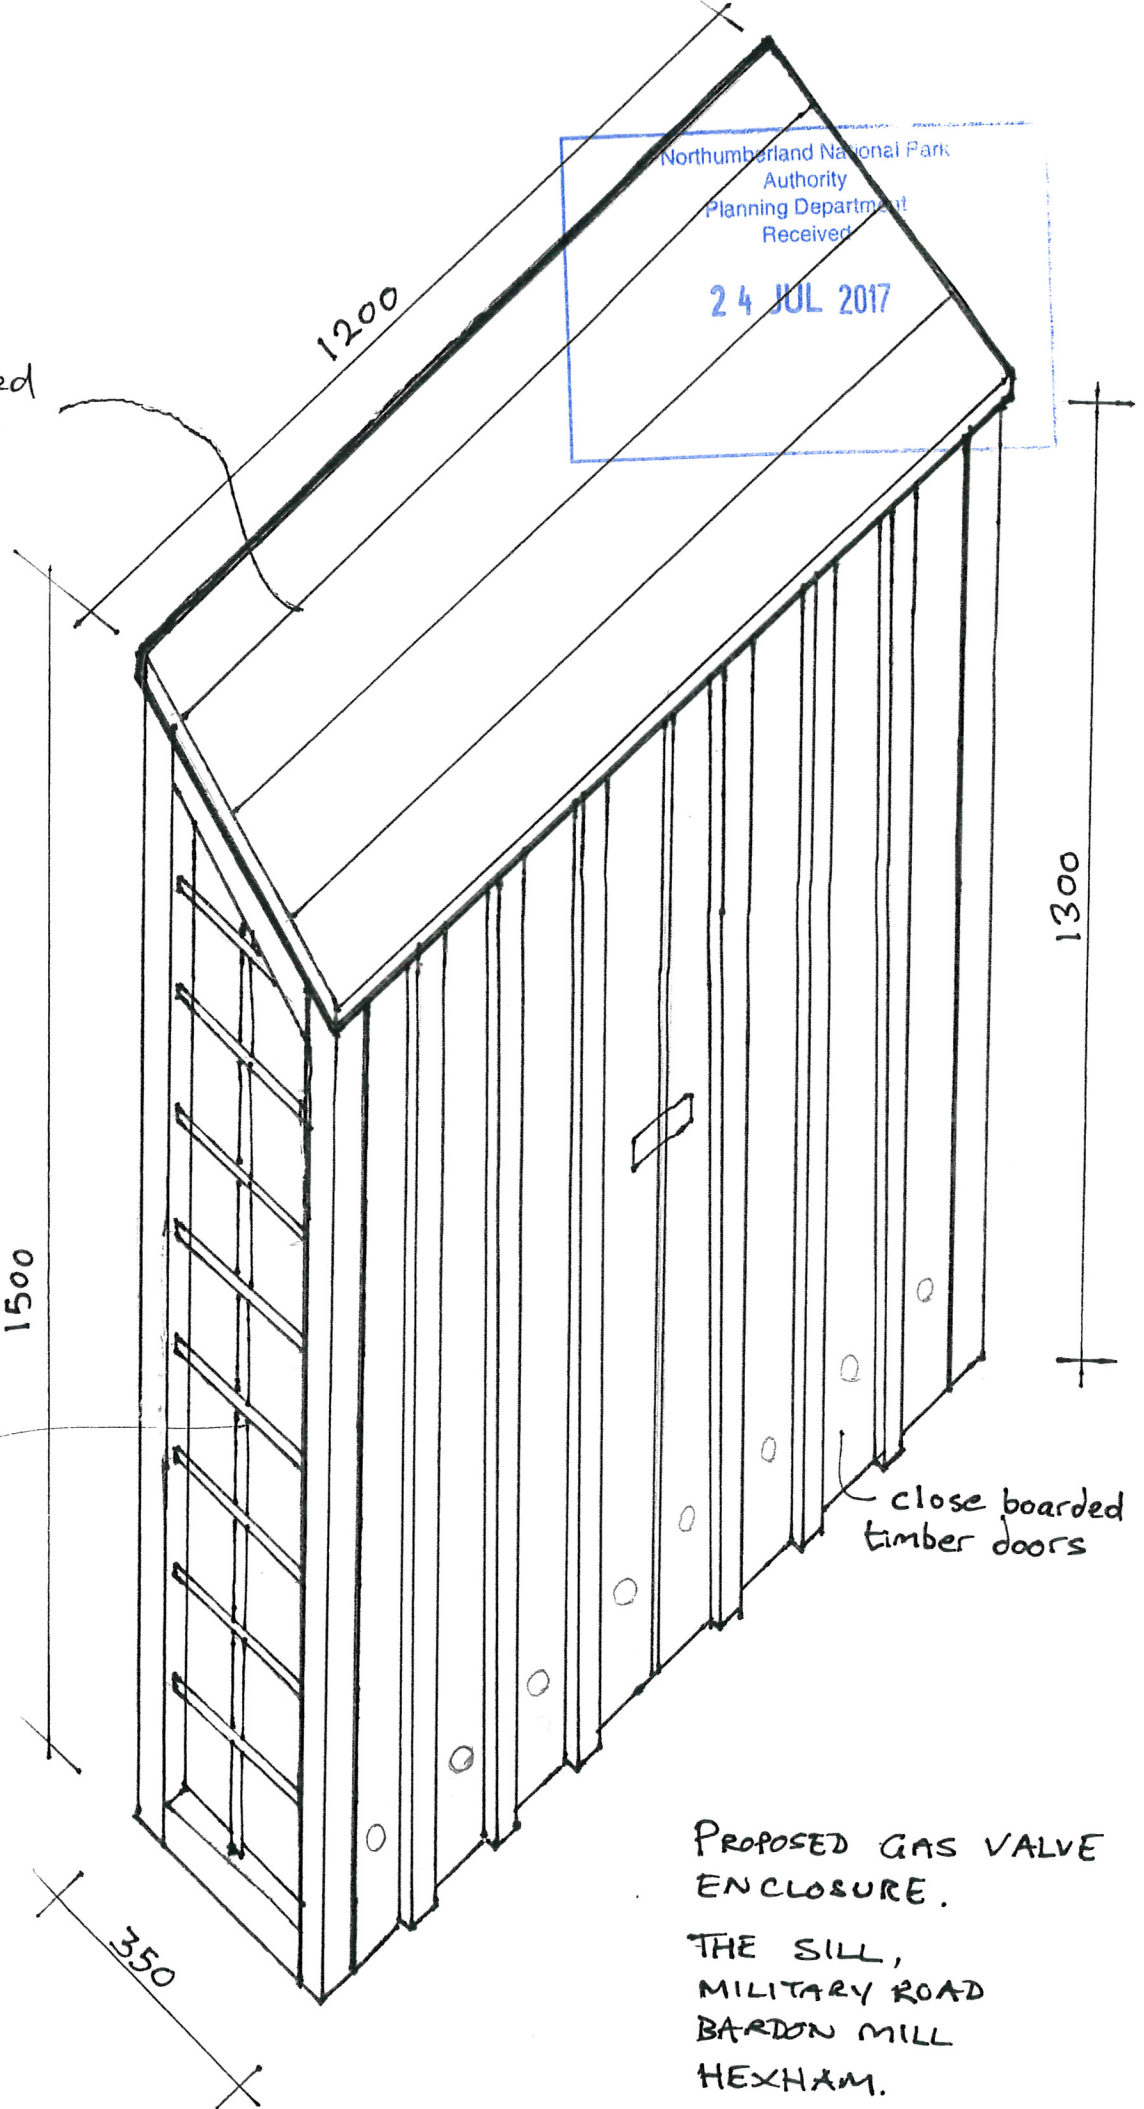 Northumberland National Park
Authority
Planning Department
Received
24 JUL 2017
1200
1300
1500
close boarded
timber doors
350
PROPOSED GAS VALVE
ENCLOSURE.
THE SILL,
MILITARY ROAD
BARDON MILL
HEXHAM.